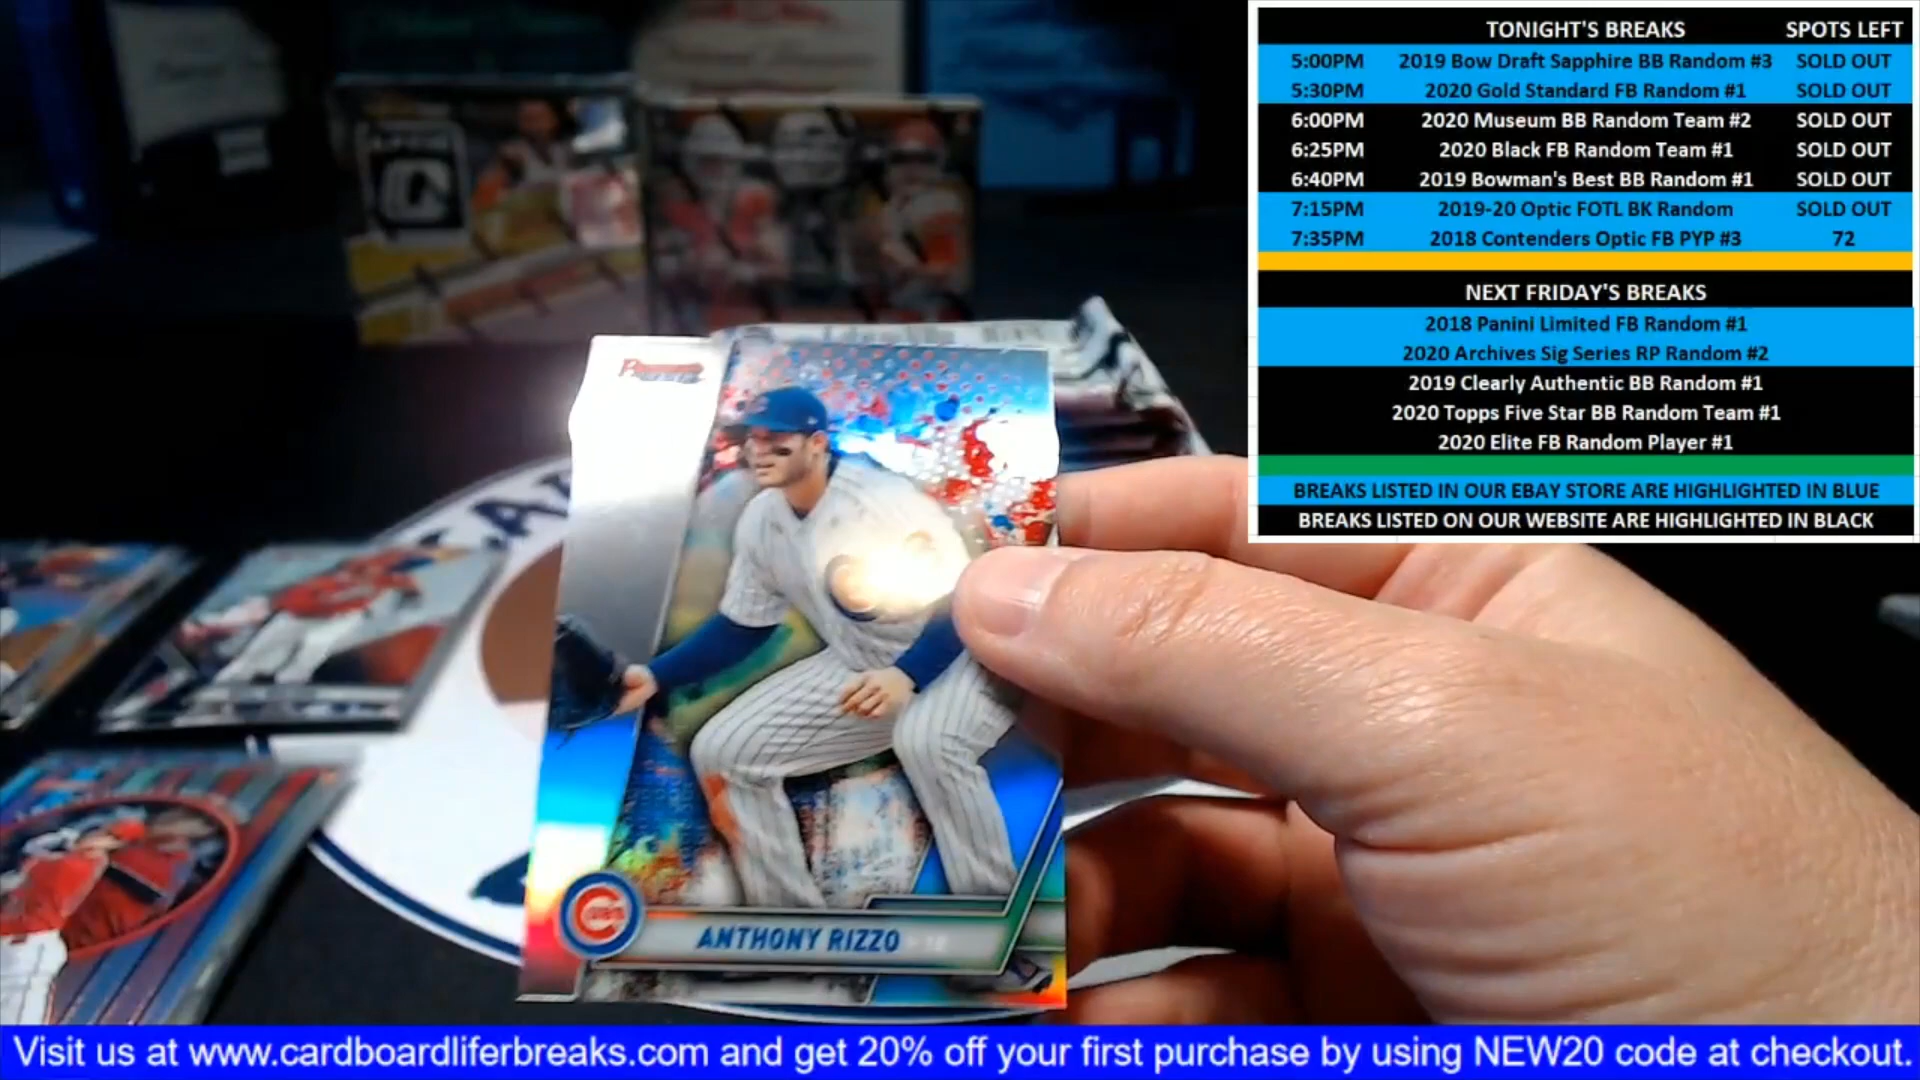 TONIGHT'S BREAKS SPOTS LEFT
5:00PM 2019 Bow Draft Sapphire BB Random #3 SOLD OUT
5:30PM 2020 Gold Standard FB Random #1 SOLD OUT
6:00PM 2020 Museum BB Random Team #2 SOLD OUT
6:25PM 2020 Black FB Random Team #1 SOLD OUT
6:40PM 2019 Bowman's Best BB Random #1 SOLD OUT
7:15PM 2019-20 Optic FOTL BK Random SOLD OUT
7:35PM 2018 Contenders Optic FB PYP #3 72
NEXT FRIDAY'S BREAKS
2018 Panini Limited FB Random #1
2020 Archives Sig Series RP Random #2
2019 Clearly Authentic BB Random #1
2020 Topps Five Star BB Random Team #1
2020 Elite FB Random Player #1
BREAKS LISTED IN OUR EBAY STORE ARE HIGHLIGHTED IN BLUE
BREAKS LISTED ON OUR WEBSITE ARE HIGHLIGHTED IN BLACK
CUBS
ANTHONY RIZZO
Visit us at www.cardboardliferbreaks.com and get 20% off your first purchase by using NEW20 code at checkout.